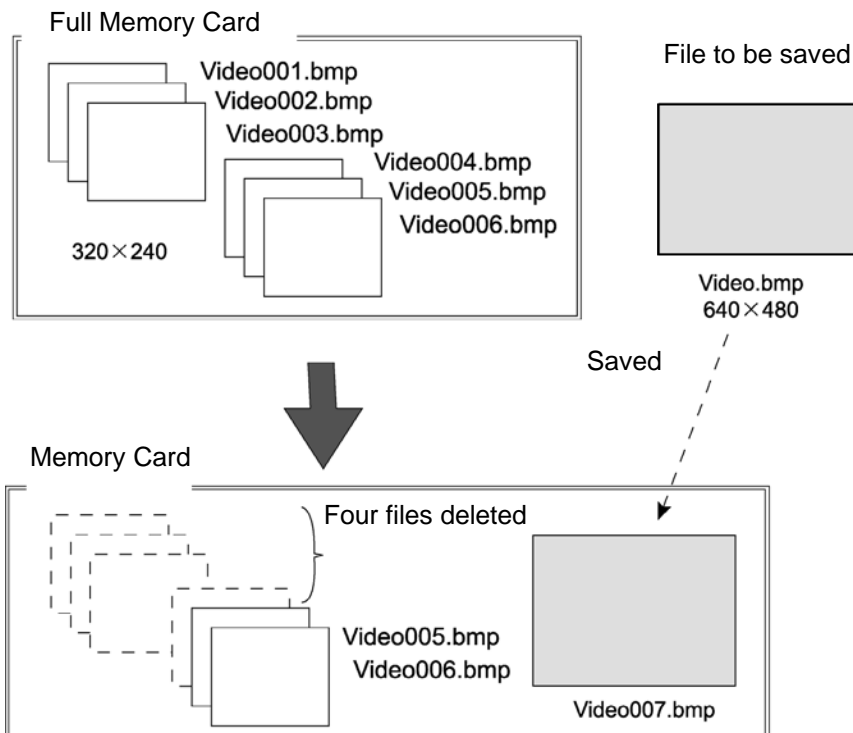 Full Memory Card
File to be saved
Video001.bmp
Video002.bmp
Video003.bmp
Video004.bmp
Video005.bmp
Video006.bmp
320×240
Video.bmp
640×480
Saved
Memory Card
Four files deleted
Video005.bmp
Video006.bmp
Video007.bmp